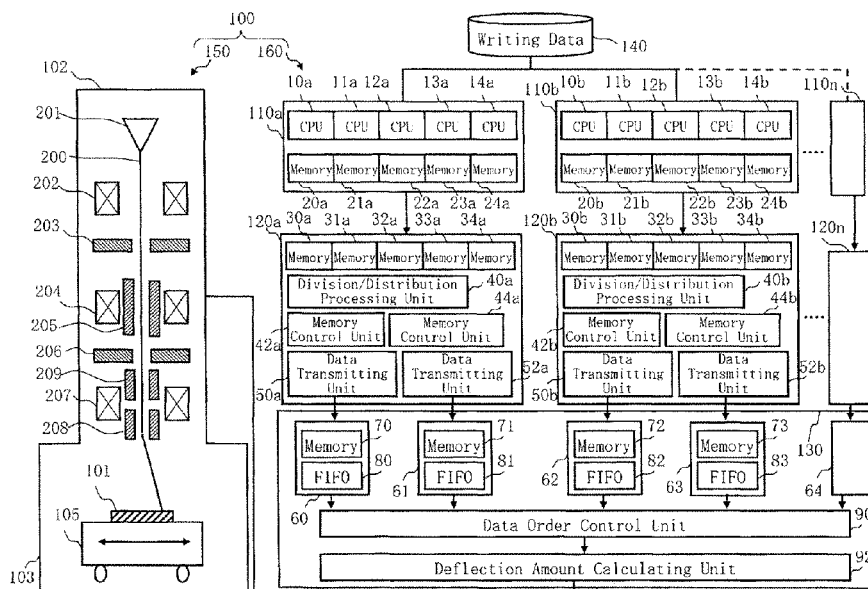 100
150
160
Writing Data
140
102
10a 11a 12a 13a 14a
10b 11b 12b 13b 14b
110n
110a
110b
201
CPU CPU CPU CPU CPU
CPU CPU CPU CPU CPU
200
Memory Memory Memory Memory Memory
Memory Memory Memory Memory Memory
202
20a 21a 22a 23a 24a
20b 21b 22b 23b 24b
120a
30a 31a 32a 33a 34a
120b
30b 31b 32b 33b 34b
120n
203
Memory Memory Memory Memory Memory
Memory Memory Memory Memory Memory
204
Division/Distribution
Processing Unit
40a
Division/Distribution
Processing Unit
40b
205
44a
44b
206
42a
Memory
Control Unit
Memory
Control Unit
42b
Memory
Control Unit
Memory
Control Unit
209
Data
Transmitting
Unit
Data
Transmitting
Unit
52a
Data
Transmitting
Unit
Data
Transmitting
Unit
52b
207
50a
50b
208
130
70 71 72 73
Memory Memory Memory Memory
80 81 82 83
FIFO FIFO FIFO FIFO
60 61 62 63 64
101
105
Data Order Control Unit
90
103
Deflection Amount Calculating Unit
92